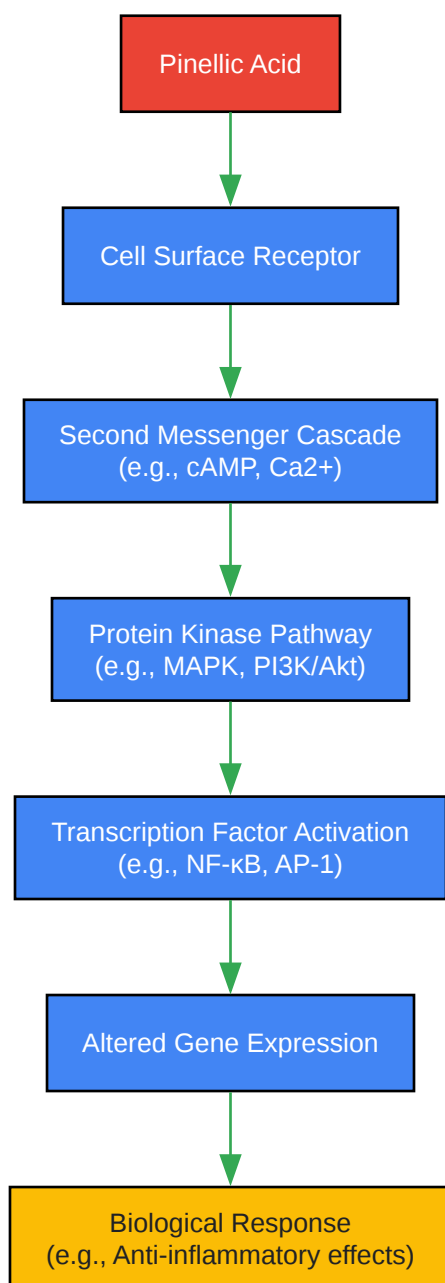 Pinellic Acid
Cell Surface Receptor
Second Messenger Cascade
(e.g., cAMP, Ca2+)
Protein Kinase Pathway
(e.g., MAPK, PI3K/Akt)
Transcription Factor Activation
(e.g., NF-κB, AP-1)
Altered Gene Expression
Biological Response
(e.g., Anti-inflammatory effects)